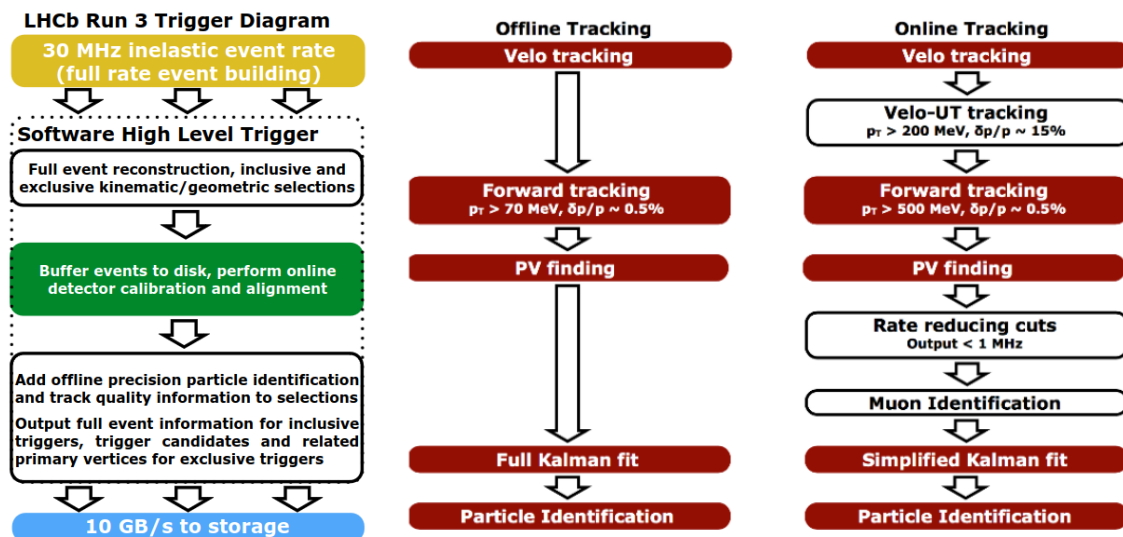 LHCb Run 3 Trigger Diagram
30 MHz inelastic event rate
(full rate event building)
Software High Level Trigger
Full event reconstruction, inclusive and
exclusive kinematic/geometric selections
Buffer events to disk, perform online
detector calibration and alignment
Add offline precision particle identification
and track quality information to selections
Output full event information for inclusive
triggers, trigger candidates and related
primary vertices for exclusive triggers
10 GB/s to storage
Offline Tracking
Velo tracking
Forward tracking
pT > 70 MeV, δp/p ~ 0.5%
PV finding
Full Kalman fit
Particle Identification
Online Tracking
Velo tracking
Velo-UT tracking
pT > 200 MeV, δp/p ~ 15%
Forward tracking
pT > 500 MeV, δp/p ~ 0.5%
PV finding
Rate reducing cuts
Output < 1 MHz
Muon Identification
Simplified Kalman fit
Particle Identification